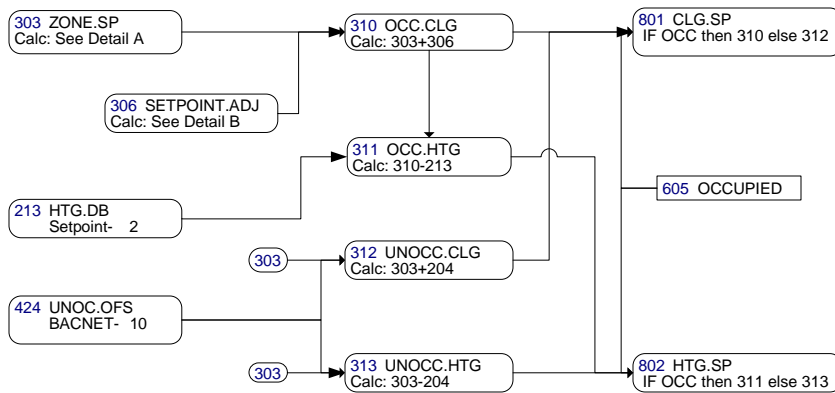 303 ZONE.SP
Calc: See Detail A
306 SETPOINT.ADJ
Calc: See Detail B
213 HTG.DB
Setpoint- 2
424 UNOC.OFS
BACNET- 10
303
303
310 OCC.CLG
Calc: 303+306
311 OCC.HTG
Calc: 310-213
312 UNOCC.CLG
Calc: 303+204
313 UNOCC.HTG
Calc: 303-204
801 CLG.SP
IF OCC then 310 else 312
605 OCCUPIED
802 HTG.SP
IF OCC then 311 else 313